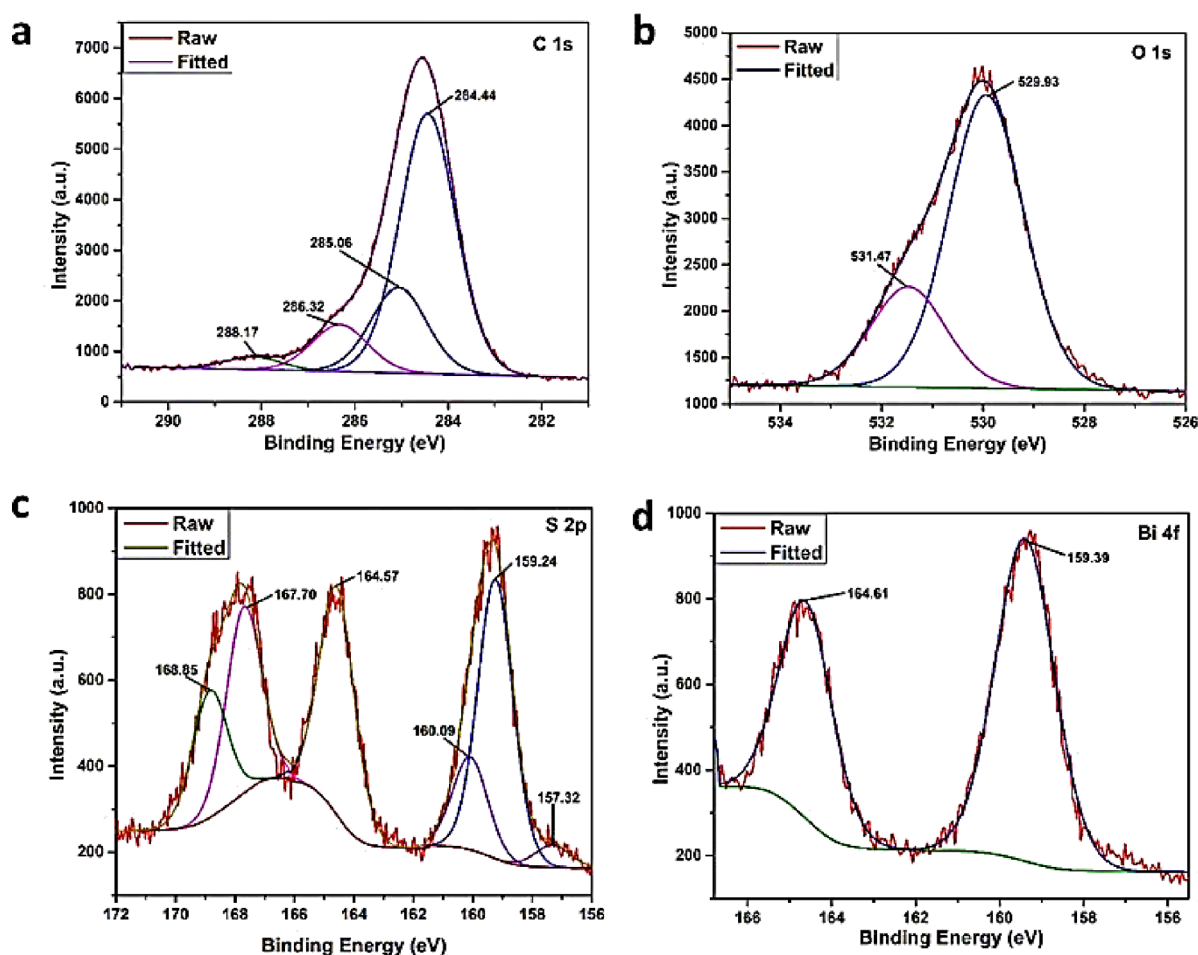 a
Raw
Fitted
C 1s
284.44
285.06
286.32
288.17
7000
6000
5000
4000
3000
2000
1000
0
290 288 286 284 282
Intensity (a.u.)
Binding Energy (eV)
b
Raw
Fitted
O 1s
529.93
531.47
5000
4500
4000
3500
3000
2500
2000
1500
1000
534 532 530 528 526
Intensity (a.u.)
Binding Energy (eV)
c
Raw
Fitted
S 2p
159.24
164.57
167.70
168.85
160.09
157.32
1000
800
600
400
200
172 170 168 166 164 162 160 158 156
Intensity (a.u.)
Binding Energy (eV)
d
Raw
Fitted
Bi 4f
159.39
164.61
1000
800
600
400
200
166 164 162 160 158 156
Intensity (a.u.)
Binding Energy (eV)